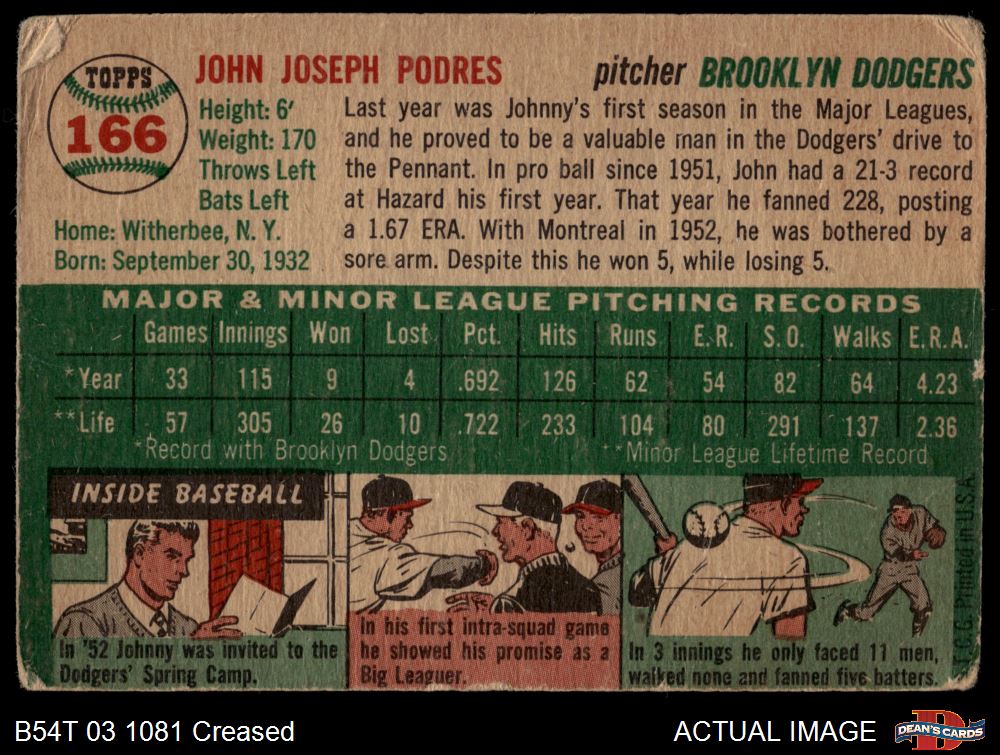 TOPPS
166
JOHN JOSEPH PODRES pitcher BROOKLYN DODGERS
Height: 6'
Weight: 170
Throws Left
Bats Left
Home: Witherbee, N. Y.
Born: September 30, 1932
Last year was Johnny's first season in the Major Leagues,
and he proved to be a valuable man in the Dodgers' drive to
the Pennant. In pro ball since 1951, John had a 21-3 record
at Hazard his first year. That year he fanned 228, posting
a 1.67 ERA. With Montreal in 1952, he was bothered by a
sore arm. Despite this he won 5, while losing 5.
MAJOR & MINOR LEAGUE PITCHING RECORDS
Games Innings Won Lost Pct. Hits Runs E.R. S.O. Walks E.R.A.
*Year 33 115 9 4 .692 126 62 54 82 64 4.23
**Life 57 305 26 10 .722 233 104 80 291 137 2.36
*Record with Brooklyn Dodgers **Minor League Lifetime Record
INSIDE BASEBALL
In '52 Johnny was invited to the
Dodgers' Spring Camp.
In his first intra-squad game
he showed his promise as a
Big Leaguer.
In 3 innings he only faced 11 men,
walked none and fanned five batters.
T.C.G. Printed in U.S.A.
B54T 03 1081 Creased
ACTUAL IMAGE
DEAN'S CARDS